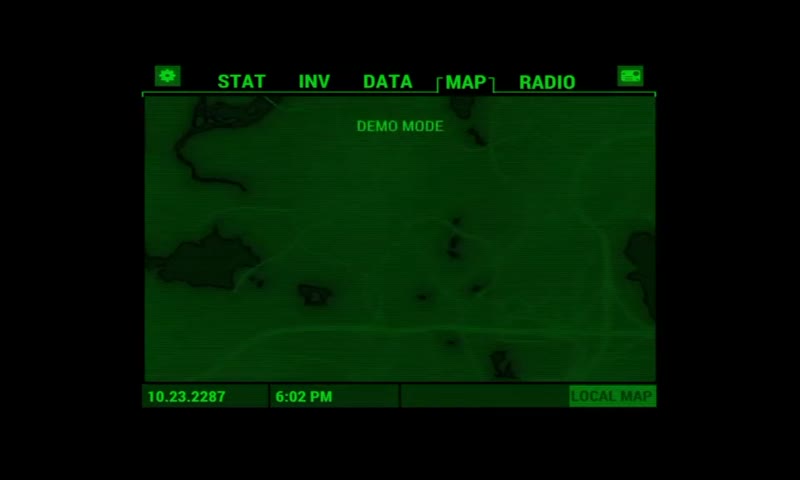 STAT INV DATA MAP RADIO
DEMO MODE
10.23.2287 6:02 PM LOCAL MAP